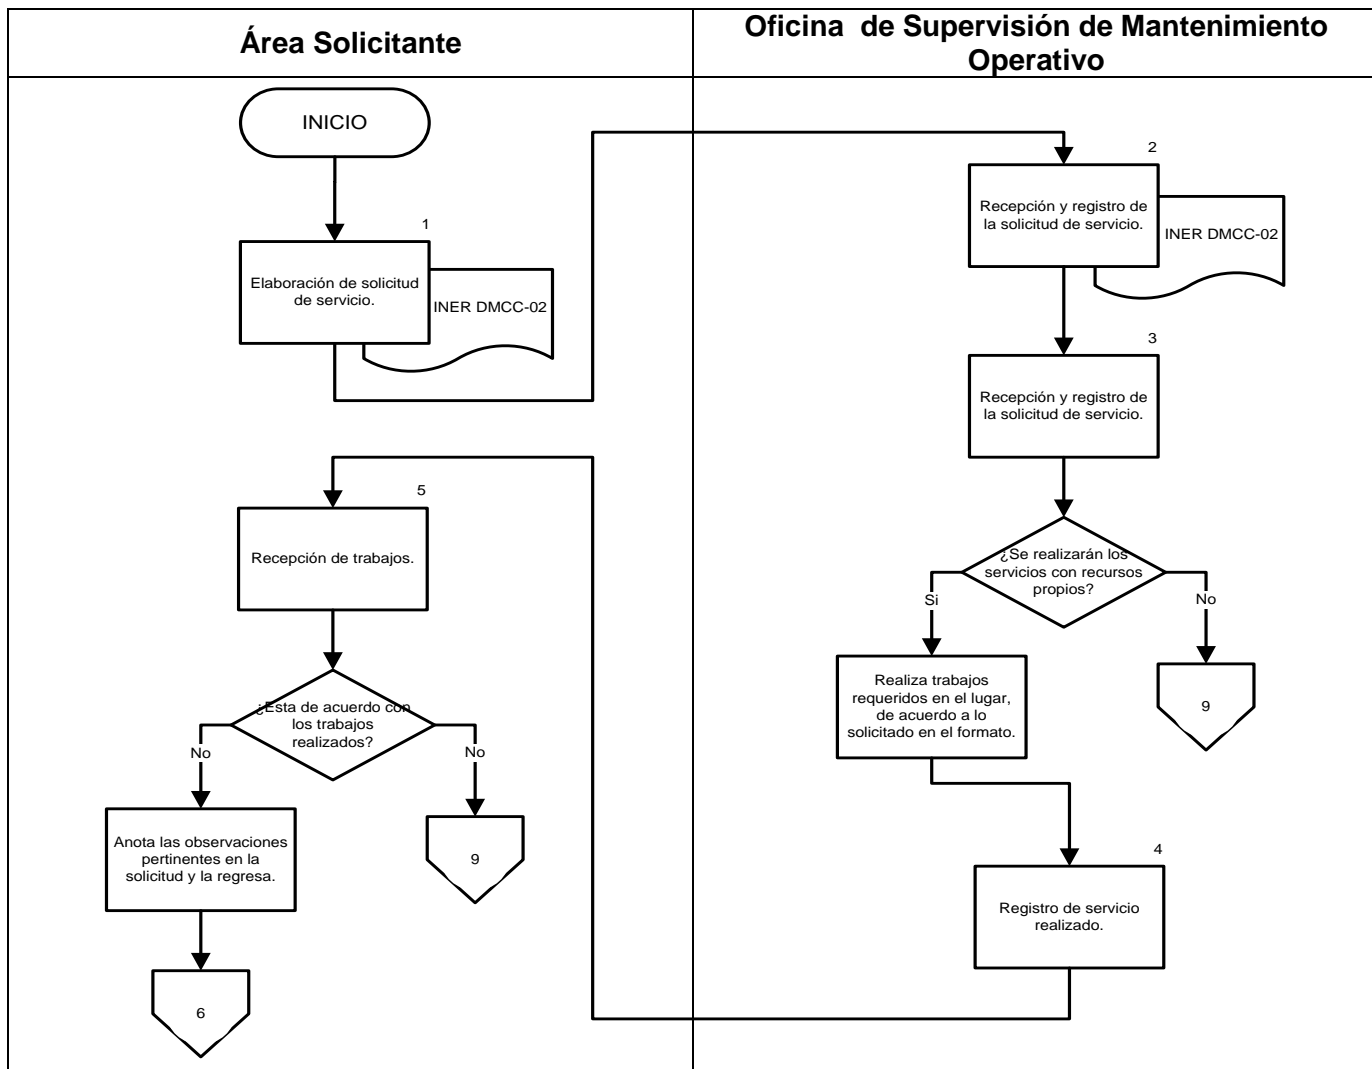 Área Solicitante
Oficina de Supervisión de Mantenimiento
Operativo
INICIO
1
Elaboración de solicitud
de servicio.
INER DMCC-02
2
Recepción y registro de
la solicitud de servicio.
INER DMCC-02
3
Recepción y registro de
la solicitud de servicio.
¿Se realizarán los
servicios con recursos
propios?
Si
No
Realiza trabajos
requeridos en el lugar,
de acuerdo a lo
solicitado en el formato.
9
4
Registro de servicio
realizado.
5
Recepción de trabajos.
¿Esta de acuerdo con
los trabajos
realizados?
No
No
Anota las observaciones
pertinentes en la
solicitud y la regresa.
9
6